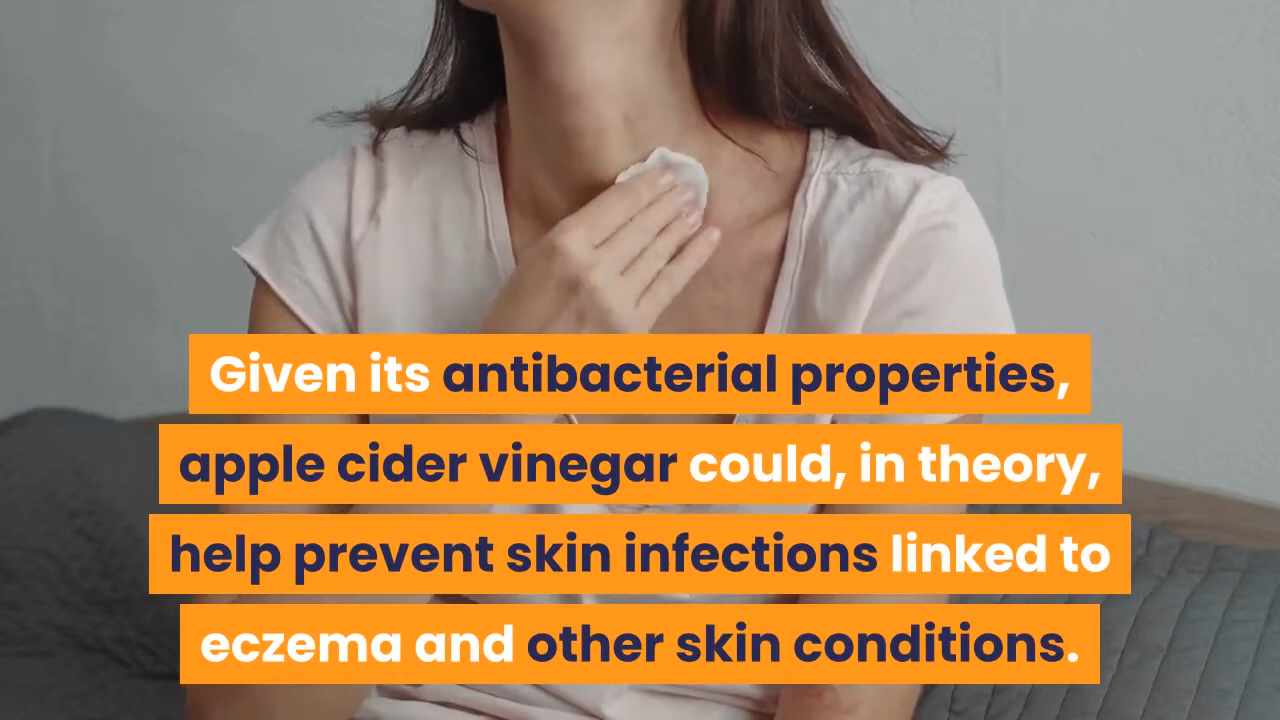 Given its antibacterial properties,
apple cider vinegar could, in theory,
help prevent skin infections linked to
eczema and other skin conditions.